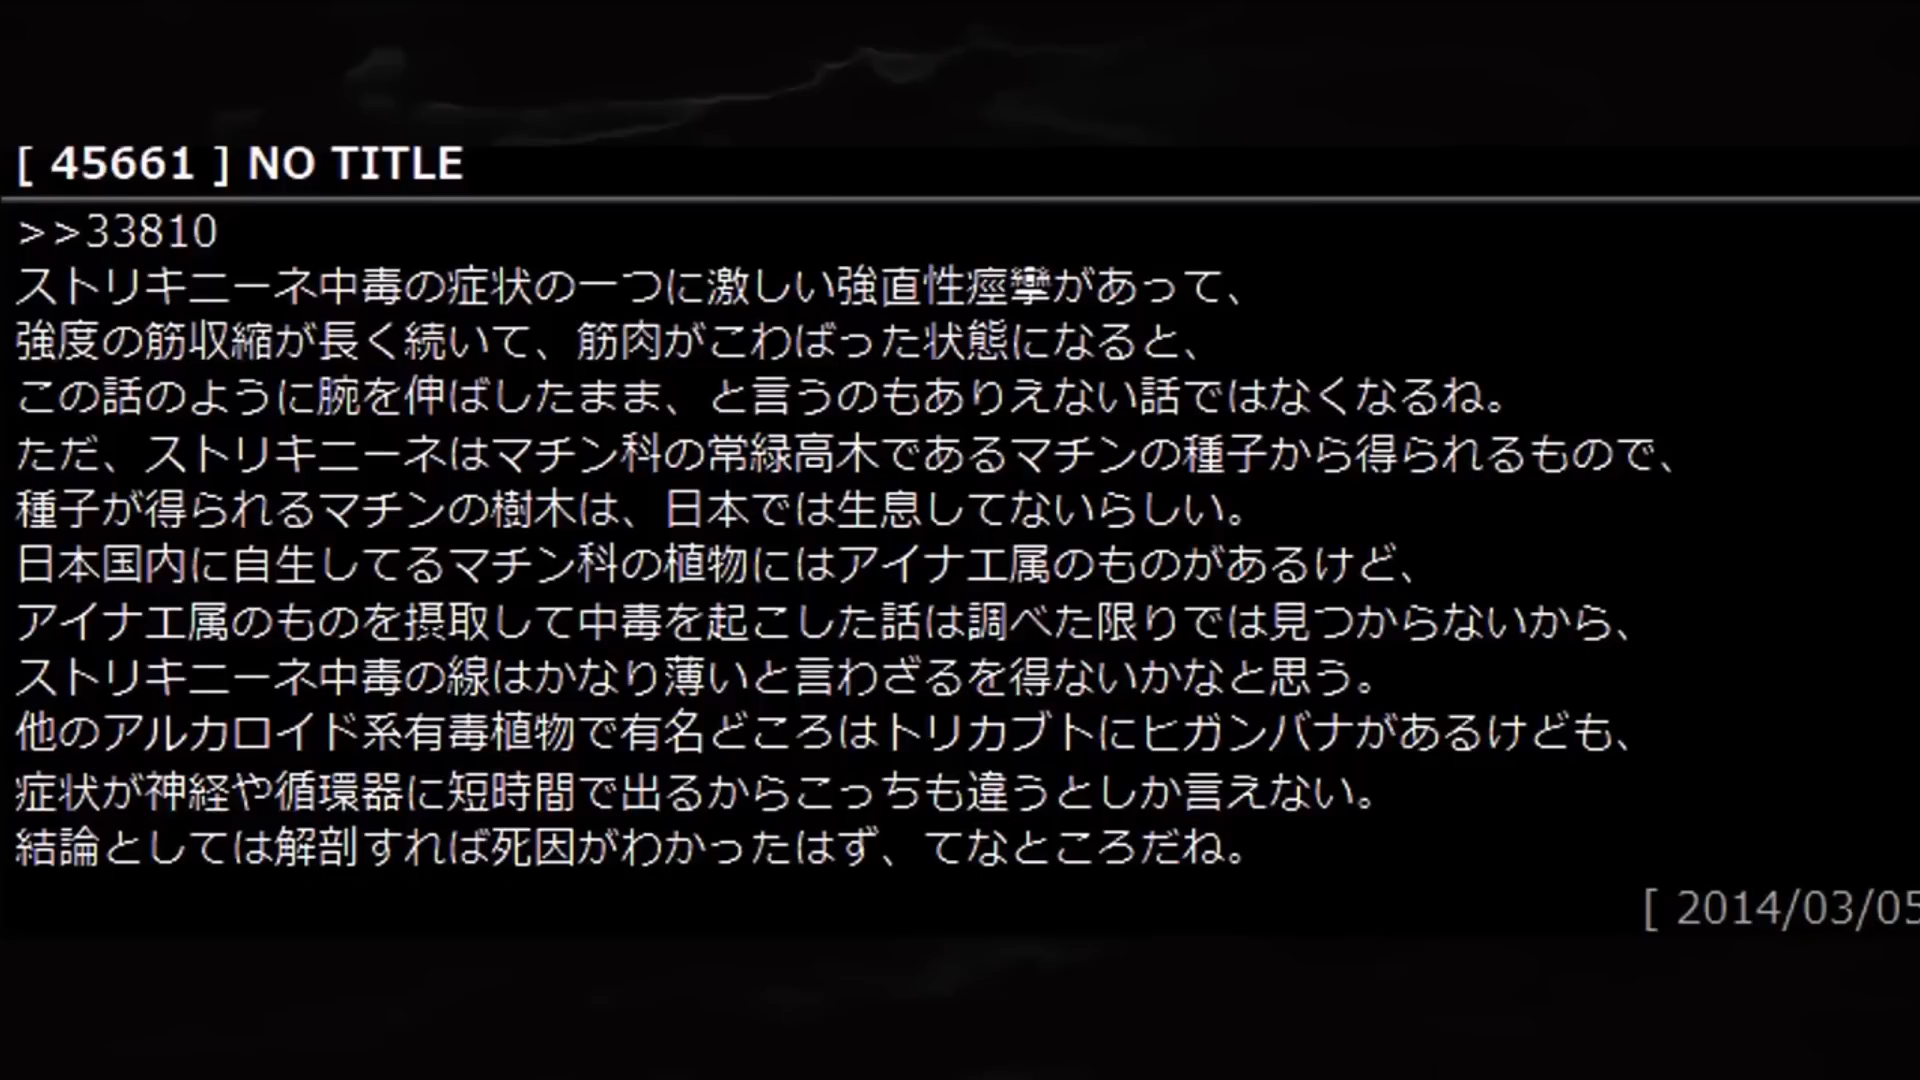 [ 45661 ] NO TITLE
>>33810
ストリキニーネ中毒の症状の一つに激しい強直性痙攣があって、
強度の筋収縮が長く続いて、筋肉がこわばった状態になると、
この話のように腕を伸ばしたまま、と言うのもありえない話ではなくなるね。
ただ、ストリキニーネはマチン科の常緑高木であるマチンの種子から得られるもので、
種子が得られるマチンの樹木は、日本では生息してないらしい。
日本国内に自生してるマチン科の植物にはアイナエ属のものがあるけど、
アイナエ属のものを摂取して中毒を起こした話は調べた限りでは見つからないから、
ストリキニーネ中毒の線はかなり薄いと言わざるを得ないかなと思う。
他のアルカロイド系有毒植物で有名どころはトリカブトにヒガンバナがあるけども、
症状が神経や循環器に短時間で出るからこっちも違うとしか言えない。
結論としては解剖すれば死因がわかったはず、てなところだね。
[ 2014/03/05